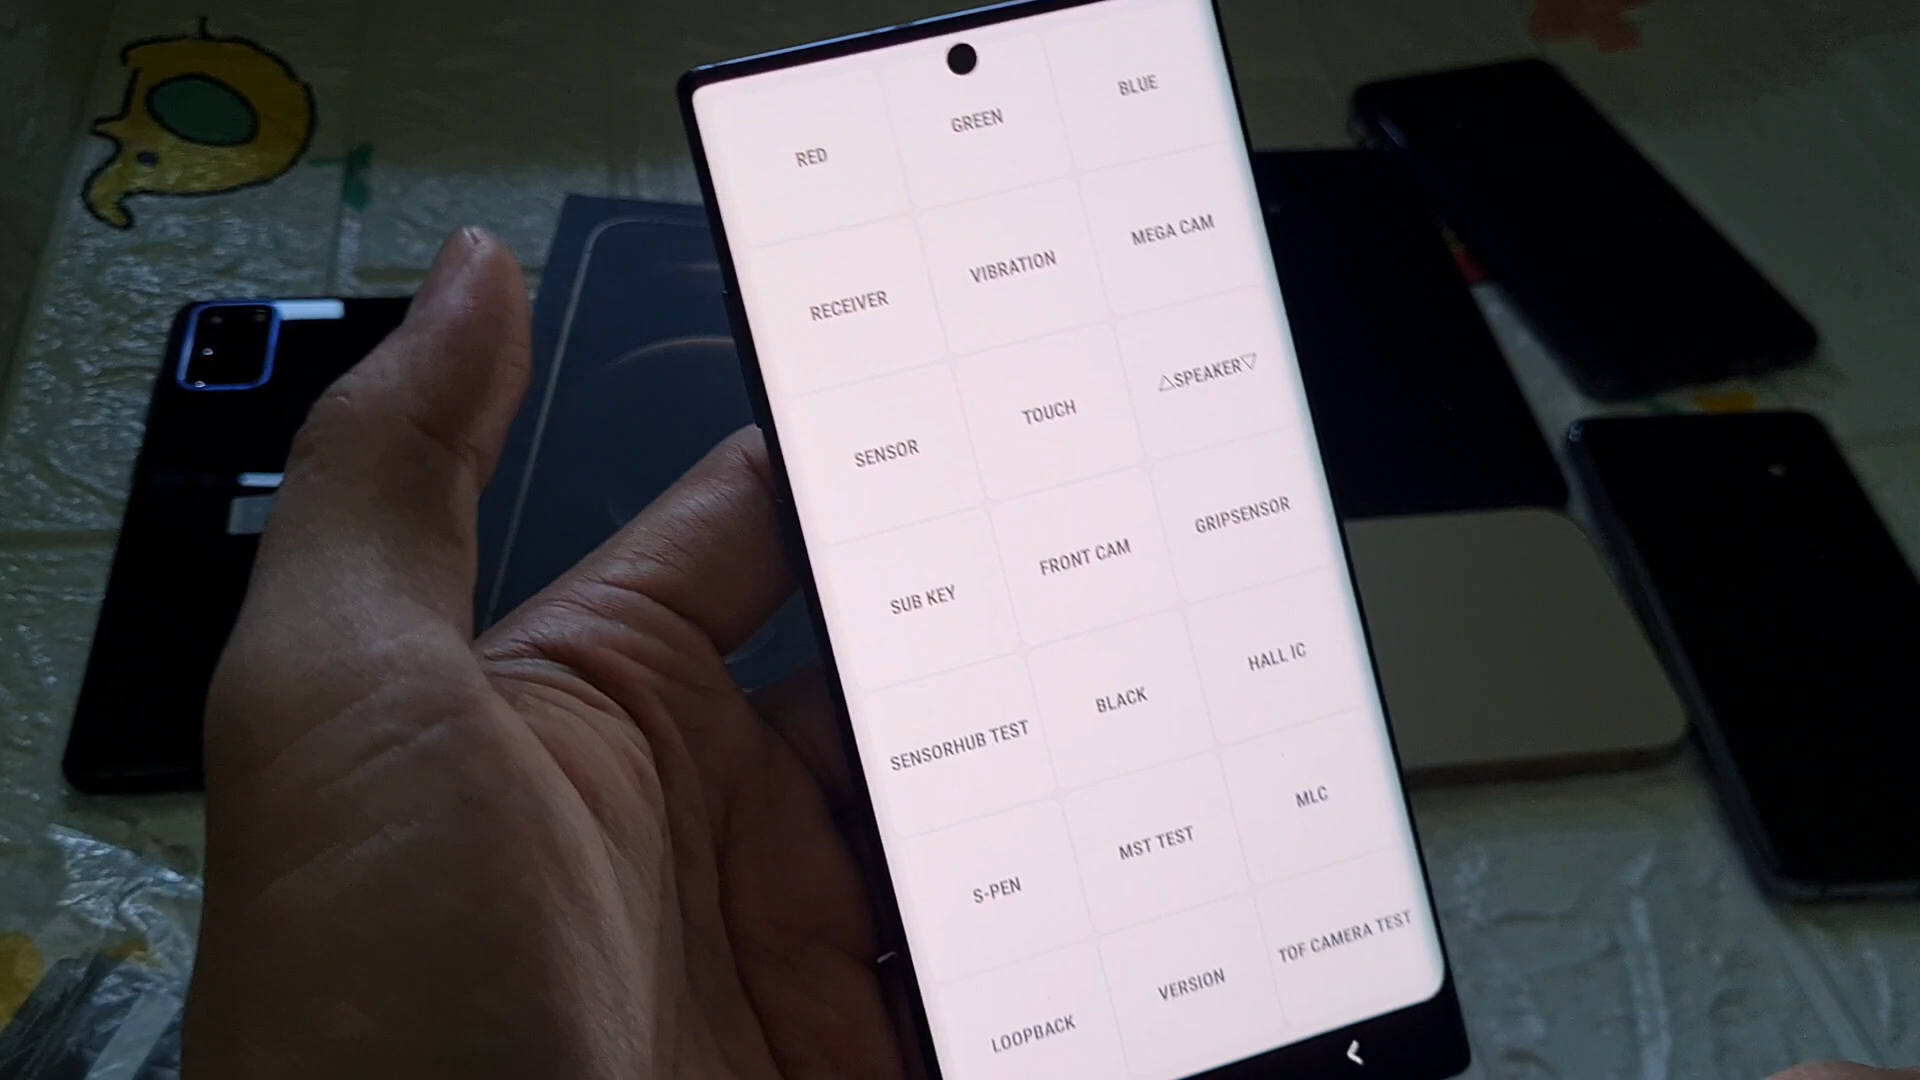 RED
GREEN
BLUE
RECEIVER
VIBRATION
MEGA CAM
SENSOR
TOUCH
△SPEAKER▽
SUB KEY
FRONT CAM
GRIPSENSOR
SENSORHUB TEST
BLACK
HALL IC
S-PEN
MST TEST
MLC
LOOPBACK
VERSION
TOF CAMERA TEST